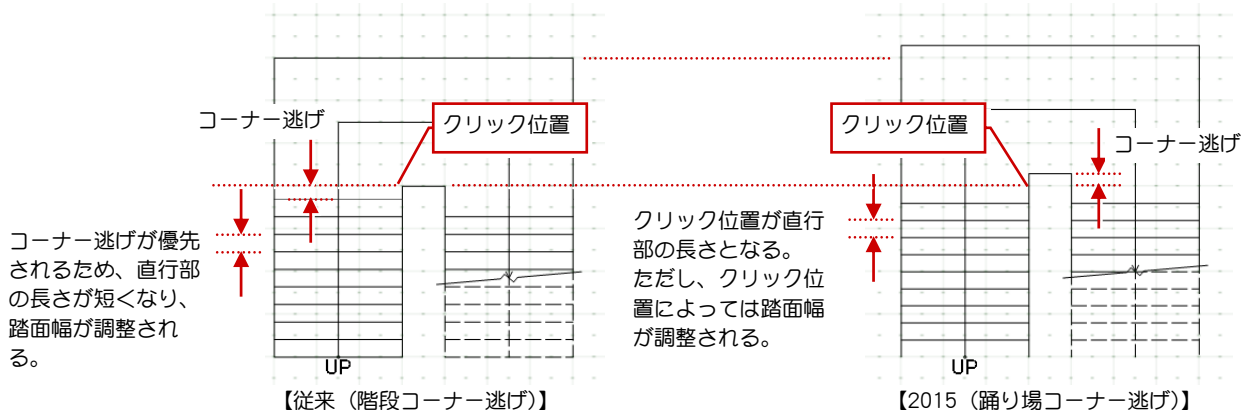 コーナー逃げ
クリック位置
コーナー逃げが優先
されるため、直行部
の長さが短くなり、
踏面幅が調整され
る。
UP
【従来（階段コーナー逃げ）】
クリック位置
コーナー逃げ
クリック位置が直行
部の長さとなる。
ただし、クリック位
置によっては踏面幅
が調整される。
UP
【2015（踊り場コーナー逃げ）】